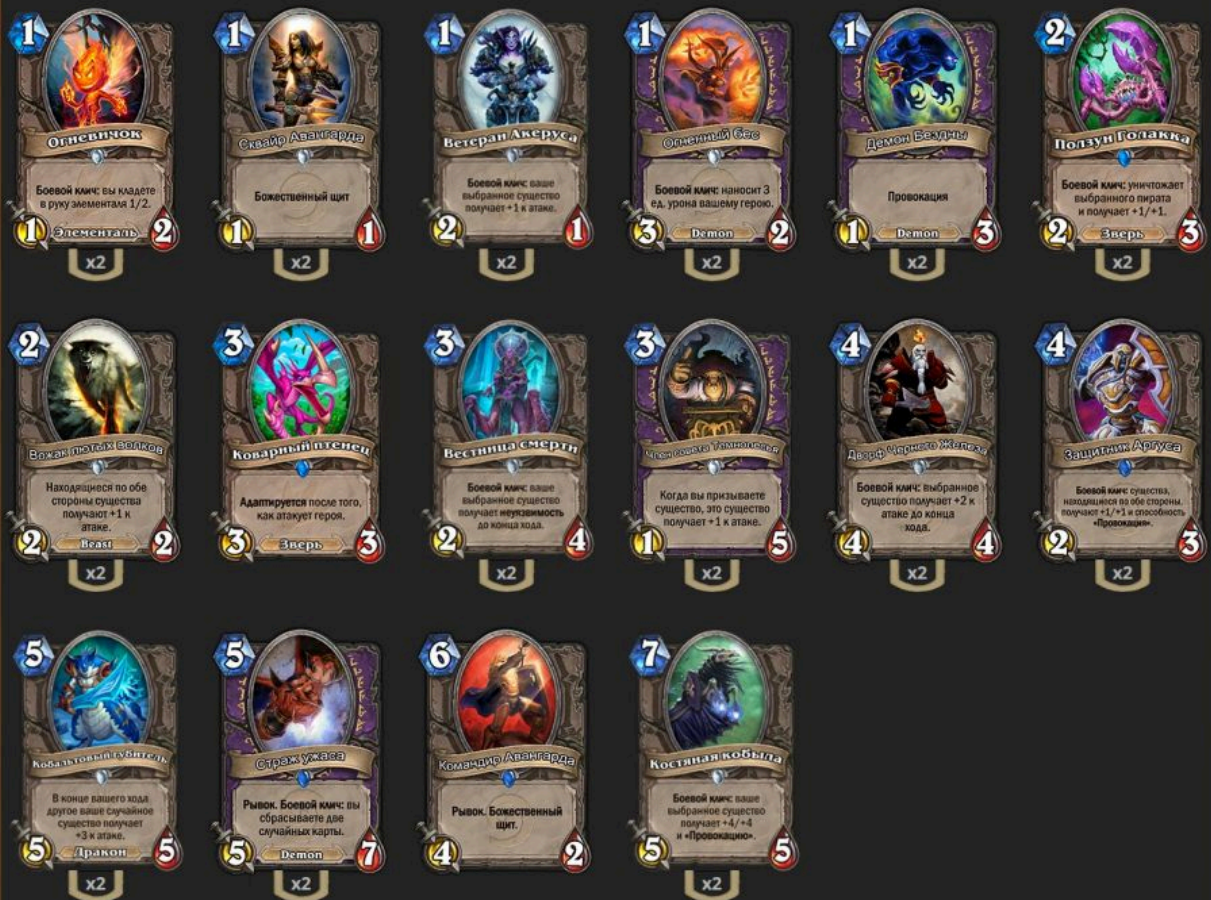 1
Огневичок
Боевой клич: вы кладете
в руку элементаля 1/2.
1 Элементаль 2
x2
1
Сквайр Авангарда
Божественный щит
1 1
x2
1
Ветеран Акеруса
Боевой клич: ваше
выбранное существо
получает +1 к атаке.
2 1
x2
1
Огненный бес
Боевой клич: наносит 3
ед. урона вашему герою.
3 Demon 2
x2
1
Демон Бездны
Провокация
1 Demon 3
x2
2
Ползун Голакка
Боевой клич: уничтожает
выбранного пирата
и получает +1/+1.
2 Зверь 3
x2
2
Вожак лютых волков
Находящиеся по обе
стороны существа
получают +1 к
атаке.
2 Beast 2
x2
3
Коварный птенец
Адаптируется после того,
как атакует героя.
3 Зверь 3
3
Вестница смерти
Боевой клич: ваше
выбранное существо
получает неуязвимость
до конца хода.
2 4
x2
3
Член совета Темнолесья
Когда вы призываете
существо, это существо
получает +1 к атаке.
1 5
x2
4
Дворф Черного Железа
Боевой клич: выбранное
существо получает +2 к
атаке до конца
хода.
4 4
x2
4
Защитник Аргуса
Боевой клич: существа,
находящиеся по обе стороны,
получают +1/+1 и способность
«Провокация».
2 3
x2
5
Кобальтовый губитель
В конце вашего хода
другое ваше случайное
существо получает
+3 к атаке.
5 Дракон 5
x2
5
Страж ужаса
Рывок. Боевой клич: вы
сбрасываете две
случайных карты.
5 Demon 7
x2
6
Командир Авангарда
Рывок. Божественный
щит.
4 2
7
Костяная кобыла
Боевой клич: ваше
выбранное существо
получает +4/+4
и «Провокацию».
5 5
x2